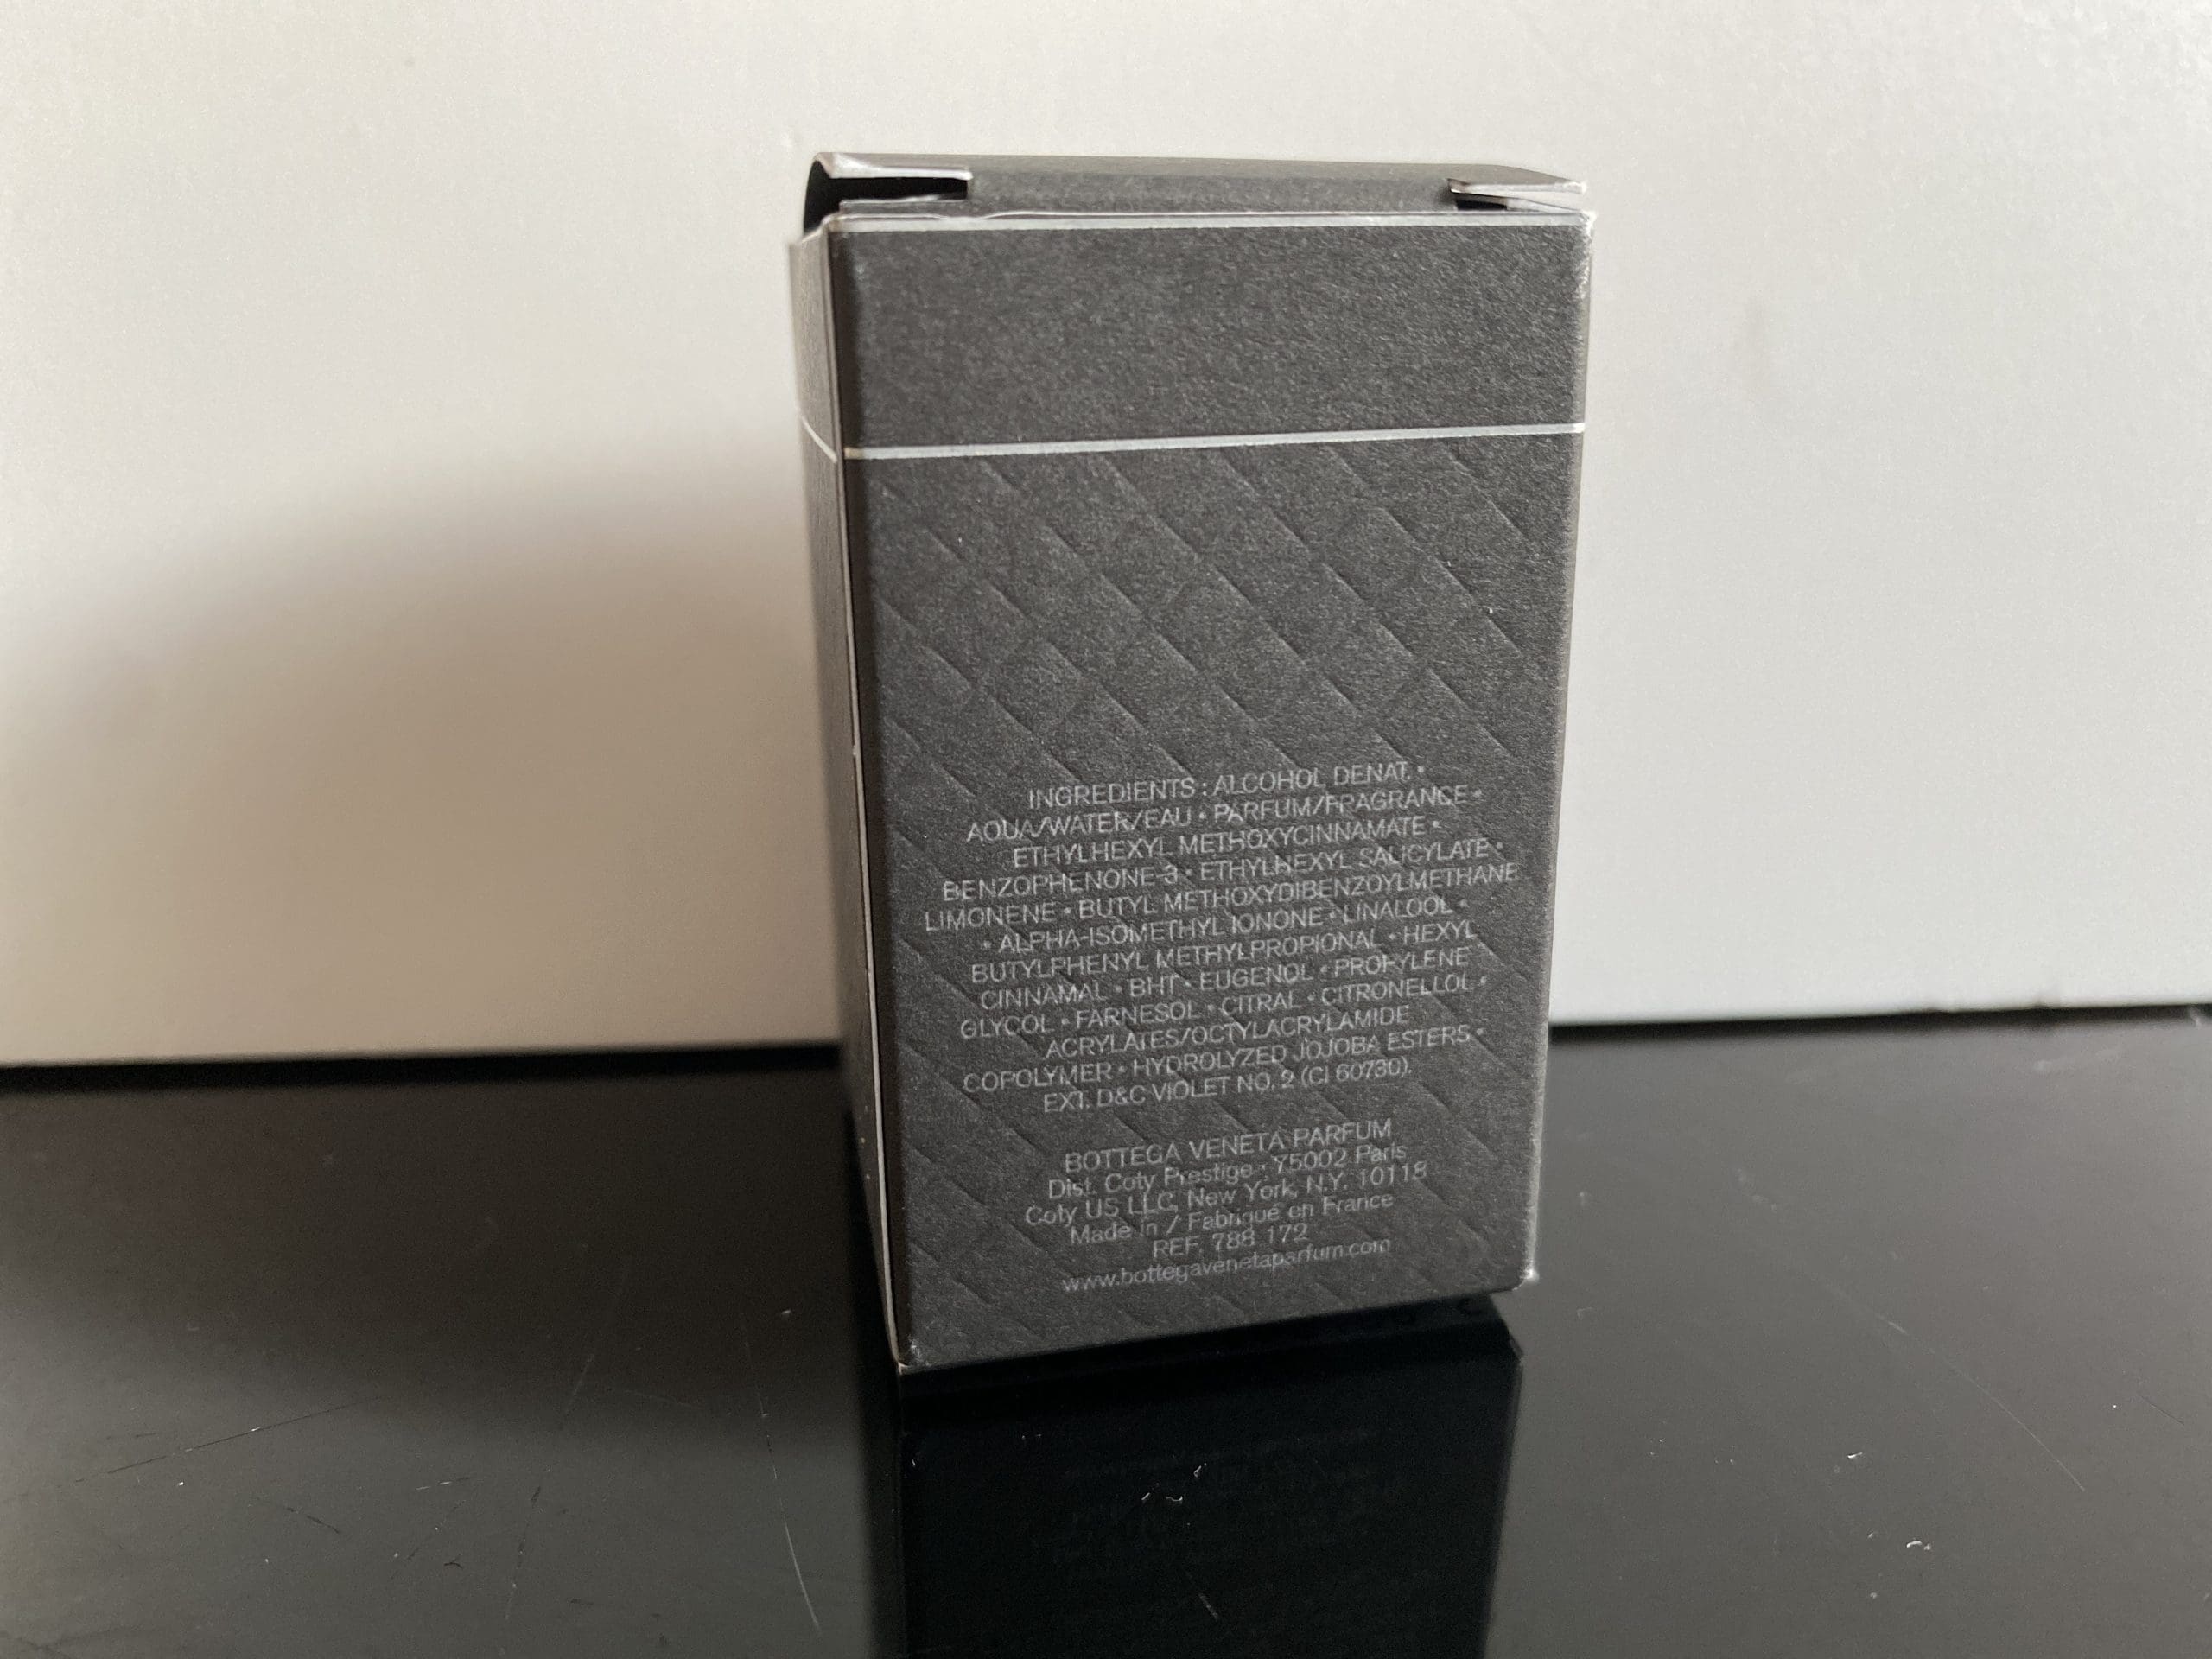 INGREDIENTS : ALCOHOL DENAT. •
AQUA/WATER/EAU • PARFUM/FRAGRANCE •
ETHYLHEXYL METHOXYCINNAMATE •
BENZOPHENONE-3 • ETHYLHEXYL SALICYLATE •
LIMONENE • BUTYL METHOXYDIBENZOYLMETHANE
• ALPHA-ISOMETHYL IONONE • LINALOOL •
BUTYLPHENYL METHYLPROPIONAL • HEXYL
CINNAMAL • BHT • EUGENOL • PROPYLENE
GLYCOL • FARNESOL • CITRAL • CITRONELLOL •
ACRYLATES/OCTYLACRYLAMIDE
COPOLYMER • HYDROLYZED JOJOBA ESTERS •
EXT. D&C VIOLET NO. 2 (CI 60730).
BOTTEGA VENETA PARFUM
Dist. Coty Prestige • 75002 Paris
Coty US LLC, New York, N.Y. 10118
Made in / Fabriqué en France
REF. 788 172
www.bottegavenetaparfum.com